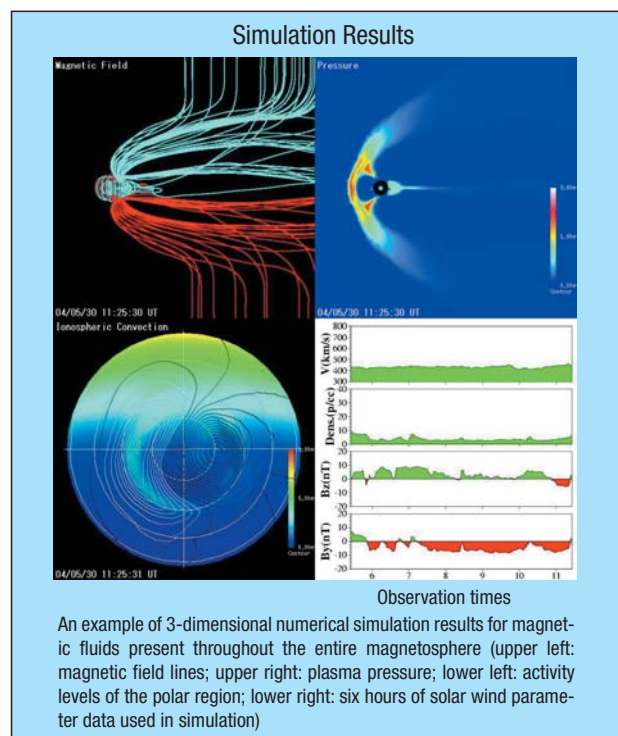 Simulation Results
Magnetic Field
Pressure
Contour
04/05/30 11:25:30 UT
04/05/30 11:25:30 UT
Ionospheric Convection
Contour
04/05/30 11:25:31 UT
V(km/s)
800
700
600
500
400
300
Dens.(p/cc)
40
30
20
10
0
Bz(nT)
20
10
0
-10
-20
By(nT)
20
10
0
-10
-20
6 7 8 9 10 11
Observation times
An example of 3-dimensional numerical simulation results for magnet-
ic fluids present throughout the entire magnetosphere (upper left:
magnetic field lines; upper right: plasma pressure; lower left: activity
levels of the polar region; lower right: six hours of solar wind parame-
ter data used in simulation)